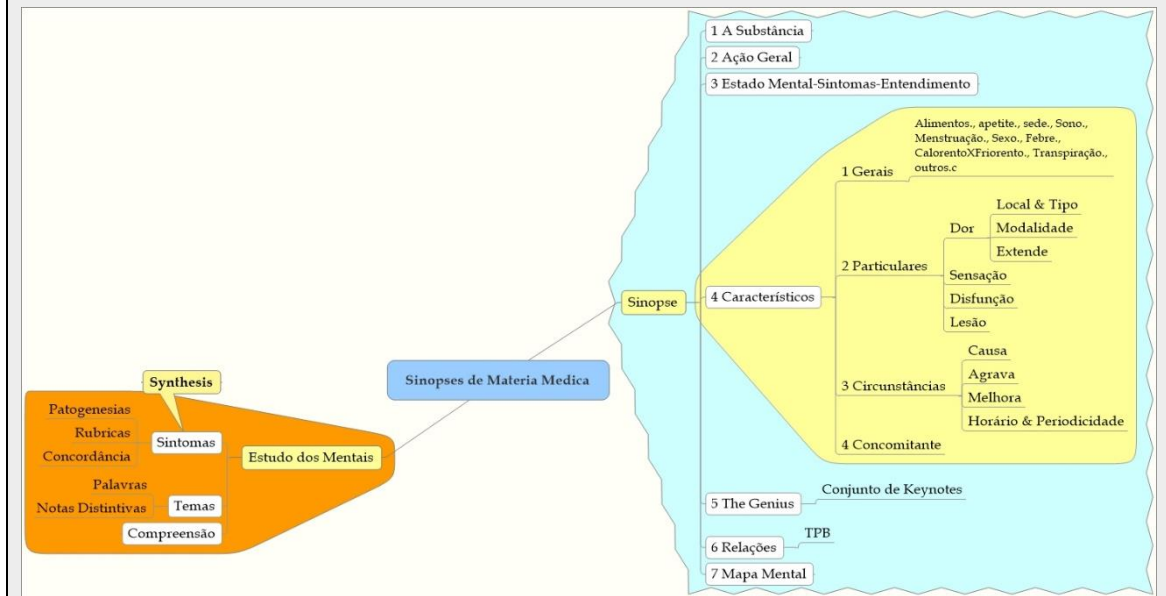 Sinopses de Materia Medica
Sinopse
1 A Substância
2 Ação Geral
3 Estado Mental-Sintomas-Entendimento
4 Característicos
1 Gerais
Alimentos., apetite., sede., Sono.,
Menstruação., Sexo., Febre.,
CalorentoXFriorento., Transpiração.,
outros.c
2 Particulares
Dor
Local & Tipo
Modalidade
Extende
Sensação
Disfunção
Lesão
3 Circunstâncias
Causa
Agrava
Melhora
Horário & Periodicidade
4 Concomitante
5 The Genius
Conjunto de Keynotes
6 Relações
TPB
7 Mapa Mental
Estudo dos Mentais
Synthesis
Sintomas
Patogenesias
Rubricas
Concordância
Temas
Palavras
Notas Distintivas
Compreensão